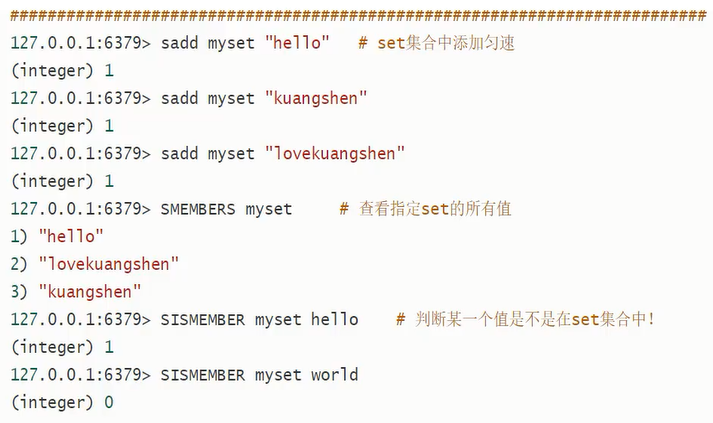 ##########################################################################
127.0.0.1:6379> sadd myset "hello"   # set集合中添加匀速
(integer) 1
127.0.0.1:6379> sadd myset "kuangshen"
(integer) 1
127.0.0.1:6379> sadd myset "lovekuangshen"
(integer) 1
127.0.0.1:6379> SMEMBERS myset     # 查看指定set的所有值
1) "hello"
2) "lovekuangshen"
3) "kuangshen"
127.0.0.1:6379> SISMEMBER myset hello    # 判断某一个值是不是在set集合中！
(integer) 1
127.0.0.1:6379> SISMEMBER myset world
(integer) 0